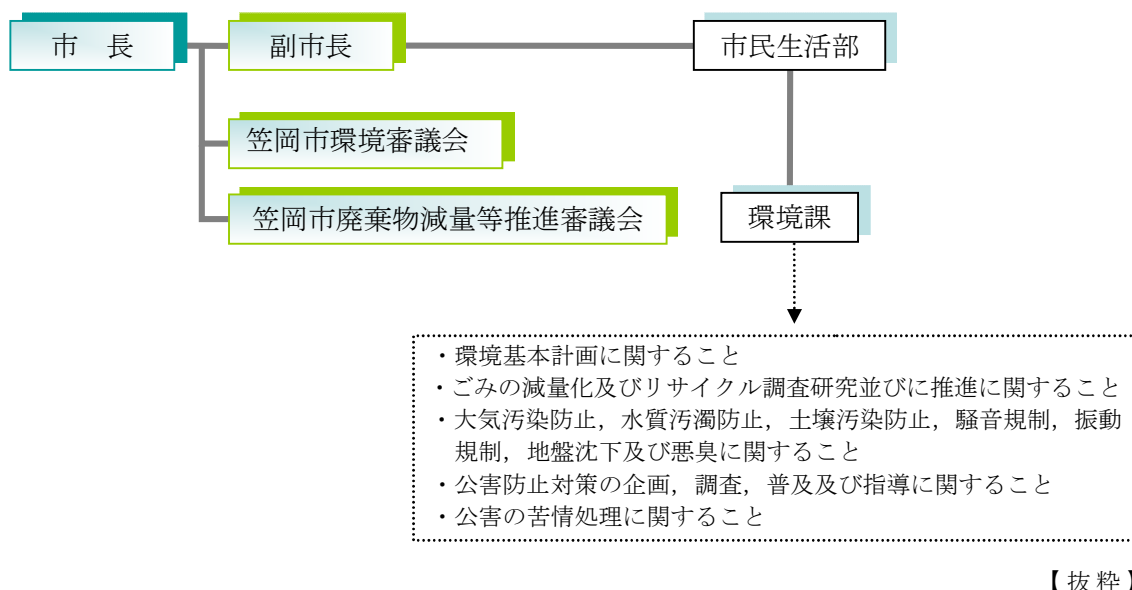 市　長
副市長
市民生活部
笠岡市環境審議会
笠岡市廃棄物減量等推進審議会
環境課
・環境基本計画に関すること
・ごみの減量化及びリサイクル調査研究並びに推進に関すること
・大気汚染防止，水質汚濁防止，土壌汚染防止，騒音規制，振動
規制，地盤沈下及び悪臭に関すること
・公害防止対策の企画，調査，普及及び指導に関すること
・公害の苦情処理に関すること
【 抜 粋 】